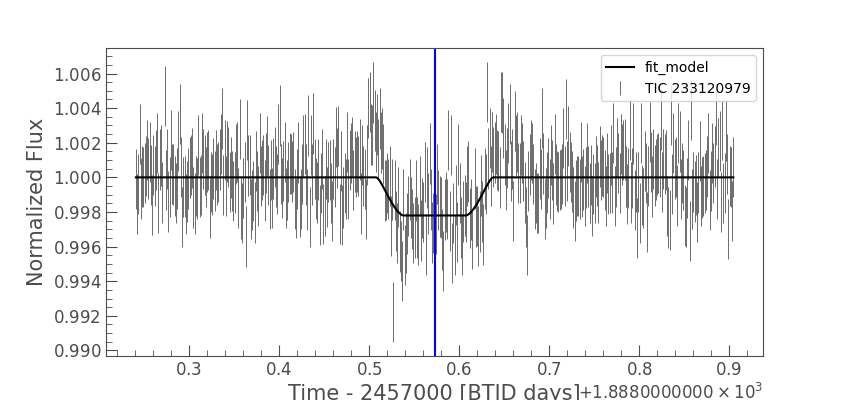 fit_model
TIC 233120979
Normalized Flux
1.006
1.004
1.002
1.000
0.998
0.996
0.994
0.992
0.990
0.3 0.4 0.5 0.6 0.7 0.8 0.9
Time - 2457000 [BTJD days]
+1.8880000000 × 10³